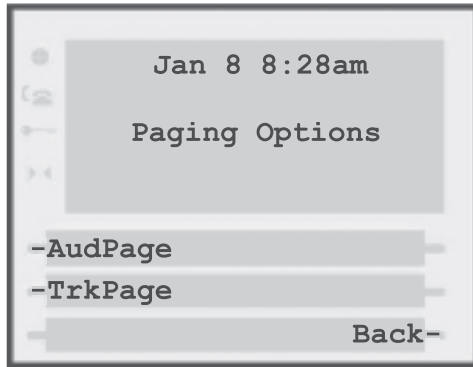 Jan 8 8:28am
Paging Options
-AudPage
-TrkPage
Back-